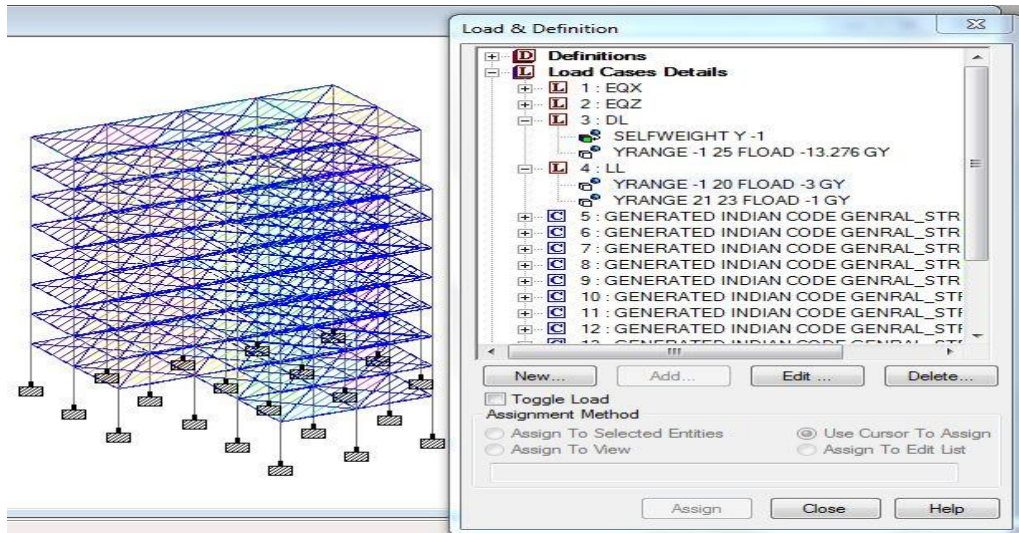 Load & Definition
Definitions
Load Cases Details
1 : EQX
2 : EQZ
3 : DL
SELFWEIGHT Y -1
YRANGE -1 25 FLOAD -13.276 GY
4 : LL
YRANGE -1 20 FLOAD -3 GY
YRANGE 21 23 FLOAD -1 GY
5 : GENERATED INDIAN CODE GENRAL_STR
6 : GENERATED INDIAN CODE GENRAL_STR
7 : GENERATED INDIAN CODE GENRAL_STR
8 : GENERATED INDIAN CODE GENRAL_STR
9 : GENERATED INDIAN CODE GENRAL_STR
10 : GENERATED INDIAN CODE GENRAL_STF
11 : GENERATED INDIAN CODE GENRAL_STF
12 : GENERATED INDIAN CODE GENRAL_STF
New... Add... Edit ... Delete...
Toggle Load
Assignment Method
Assign To Selected Entities Use Cursor To Assign
Assign To View Assign To Edit List
Assign Close Help